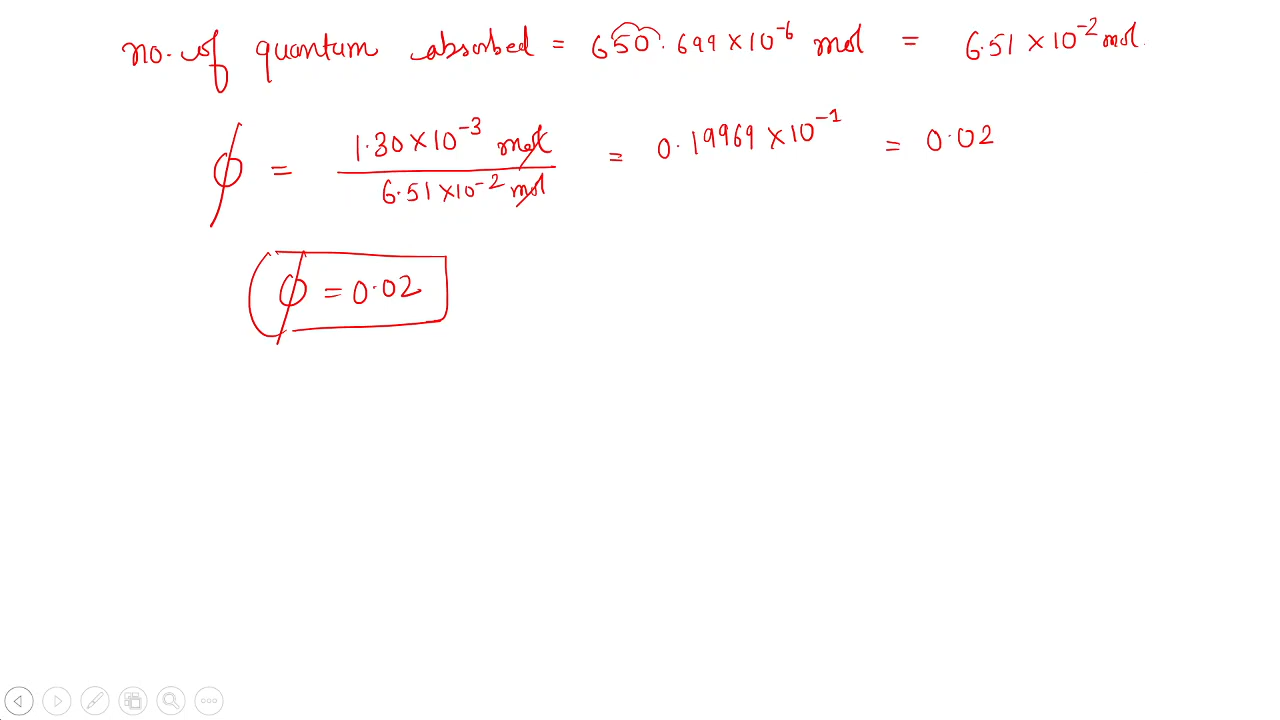 no. of quantum absorbed = 650.699 × 10⁻⁶ mol = 6.51 × 10⁻² mol.
ϕ = 1.30 × 10⁻³ mol / 6.51 × 10⁻² mol = 0.19969 × 10⁻¹ = 0.02
ϕ = 0.02